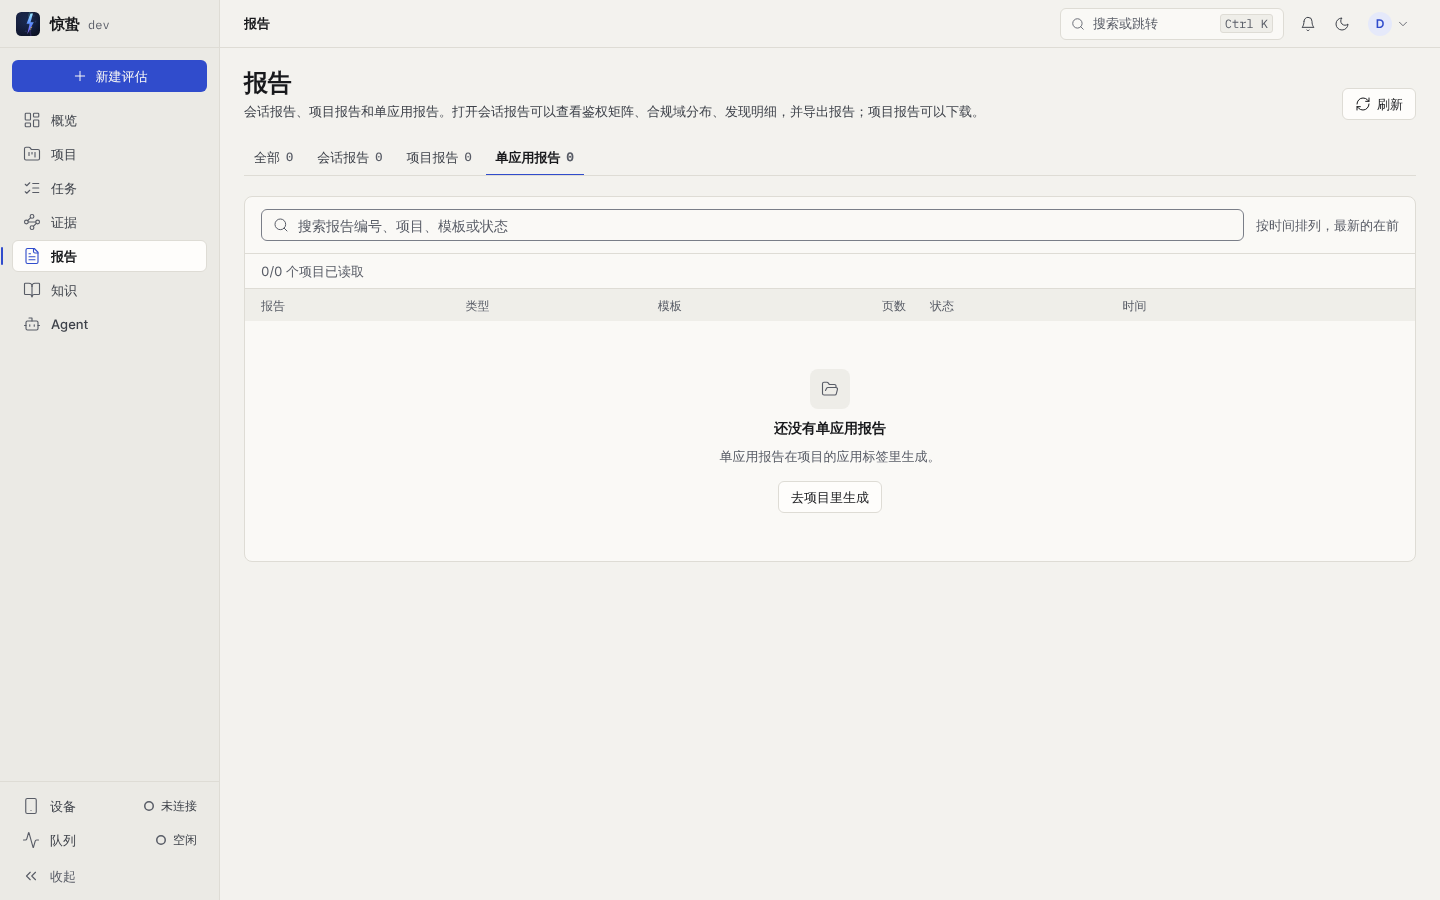 惊蛰 dev
报告
搜索或跳转 Ctrl K
D
新建评估
概览
项目
任务
证据
报告
知识
Agent
设备 未连接
队列 空闲
收起
报告
会话报告、项目报告和单应用报告。打开会话报告可以查看鉴权矩阵、合规域分布、发现明细，并导出报告；项目报告可以下载。
刷新
全部 0 会话报告 0 项目报告 0 单应用报告 0
搜索报告编号、项目、模板或状态
按时间排列，最新的在前
0/0 个项目已读取
报告 类型 模板 页数 状态 时间
还没有单应用报告
单应用报告在项目的应用标签里生成。
去项目里生成